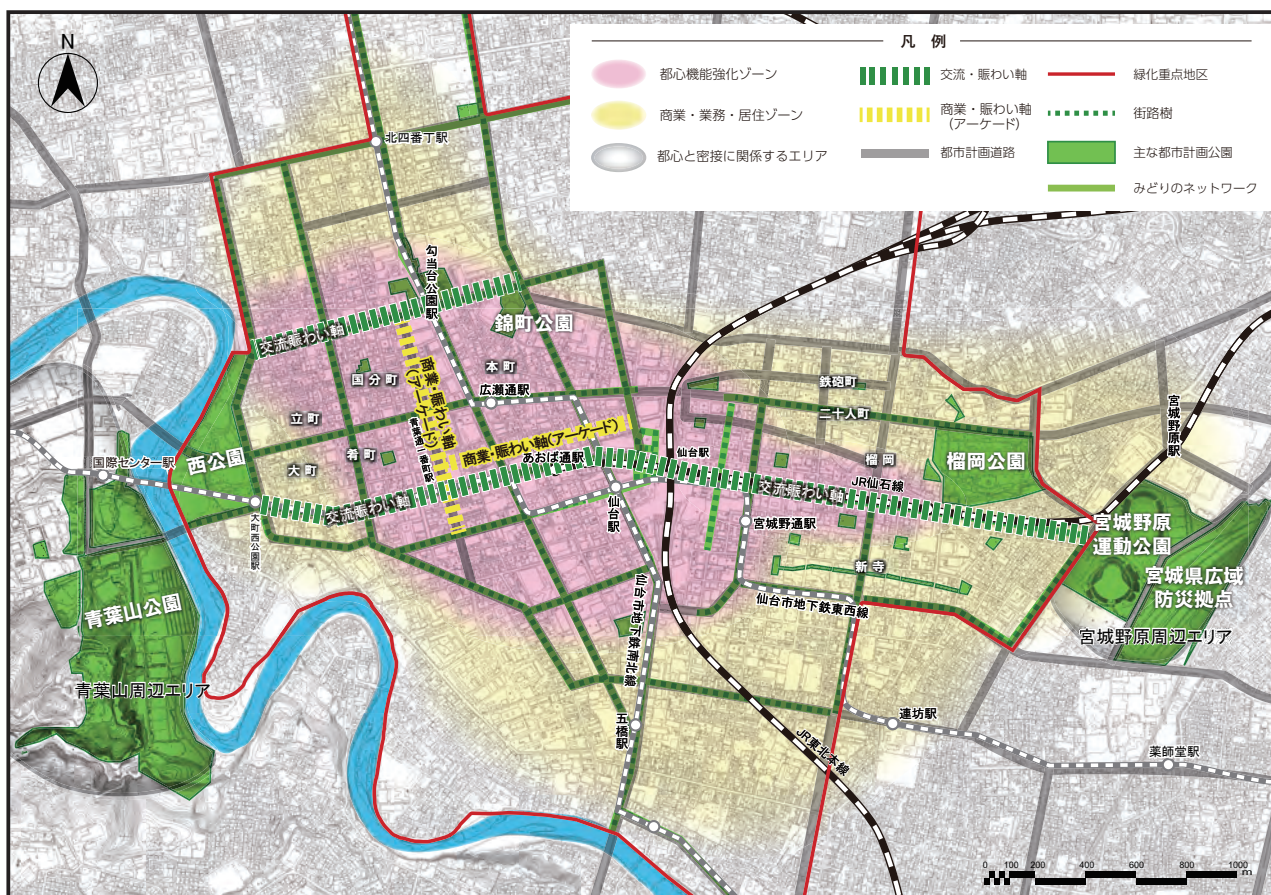 N
凡 例
都心機能強化ゾーン
商業・業務・居住ゾーン
都心と密接に関係するエリア
交流・賑わい軸
商業・賑わい軸
(アーケード)
都市計画道路
緑化重点地区
街路樹
主な都市計画公園
みどりのネットワーク
北四番丁駅
勾当台公園駅
錦町公園
交流賑わい軸
本町
国分町
商業・賑わい軸
(アーケード)
広瀬通駅
立町
肴町
大町
青葉通一番町駅
商業・賑わい軸(アーケード)
あおば通駅
交流賑わい軸
西公園
国際センター駅
大町西公園駅
青葉山公園
青葉山周辺エリア
仙台駅
仙台駅
鉄砲町
二十人町
榴岡
榴岡公園
JR仙石線
交流賑わい軸
宮城野通駅
宮城野原駅
宮城野原
運動公園
宮城県広域
防災拠点
宮城野原周辺エリア
新寺
仙台市地下鉄東西線
仙台市地下鉄南北線
五橋駅
JR東北本線
連坊駅
薬師堂駅
0 100 200 400 600 800 1000
m